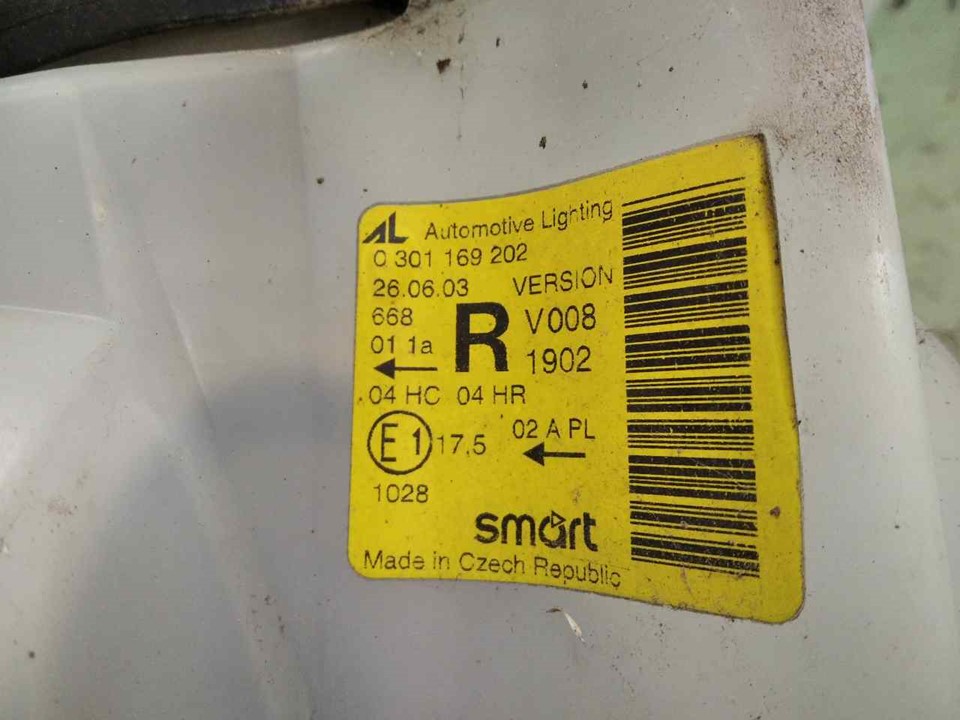 AL Automotive Lighting
0 301 169 202
26.06.03 VERSION
668 R V008
01 1a 1902
04 HC 04 HR
E1 17,5 02 A PL
1028
smart
Made in Czech Republic